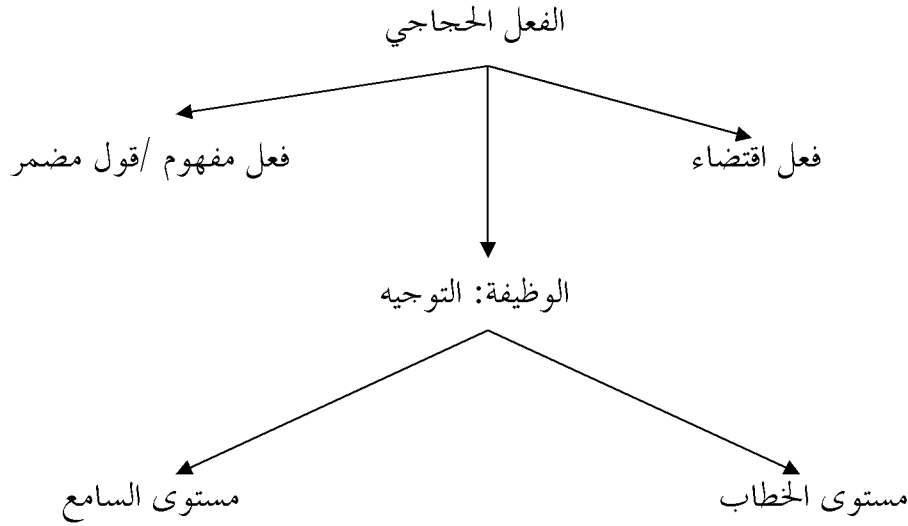 الفعل الحجاجي
فعل اقتضاء
فعل مفهوم /قول مضمر
الوظيفة: التوجيه
مستوى الخطاب
مستوى السامع